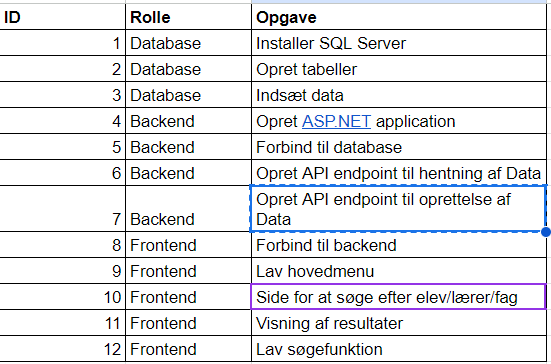 ID Rolle Opgave
1 Database Installer SQL Server
2 Database Opret tabeller
3 Database Indsæt data
4 Backend Opret ASP.NET application
5 Backend Forbind til database
6 Backend Opret API endpoint til hentning af Data
Opret API endpoint til oprettelse af
7 Backend Data
8 Frontend Forbind til backend
9 Frontend Lav hovedmenu
10 Frontend Side for at søge efter elev/lærer/fag
11 Frontend Visning af resultater
12 Frontend Lav søgefunktion